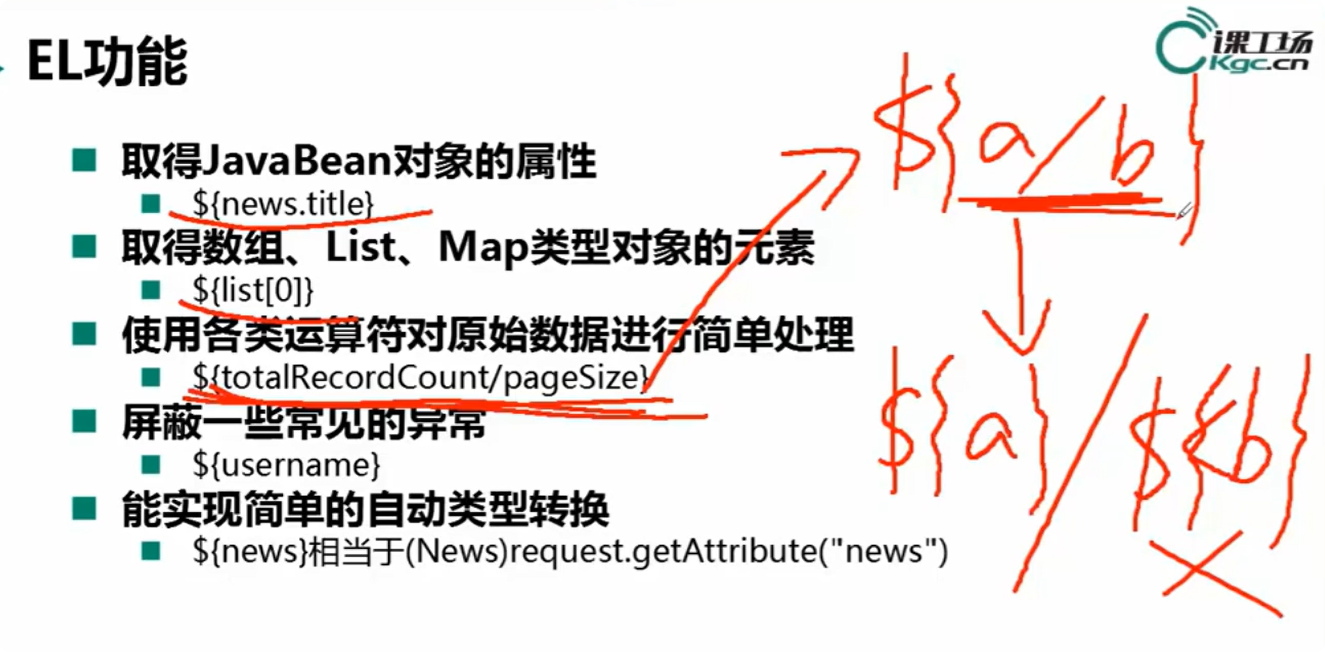 EL功能
课工场
Kgc.cn
取得JavaBean对象的属性
${news.title}
取得数组、List、Map类型对象的元素
${list[0]}
使用各类运算符对原始数据进行简单处理
${totalRecordCount/pageSize}
屏蔽一些常见的异常
${username}
能实现简单的自动类型转换
${news}相当于(News)request.getAttribute("news")
${a/b}
${a}/${b}